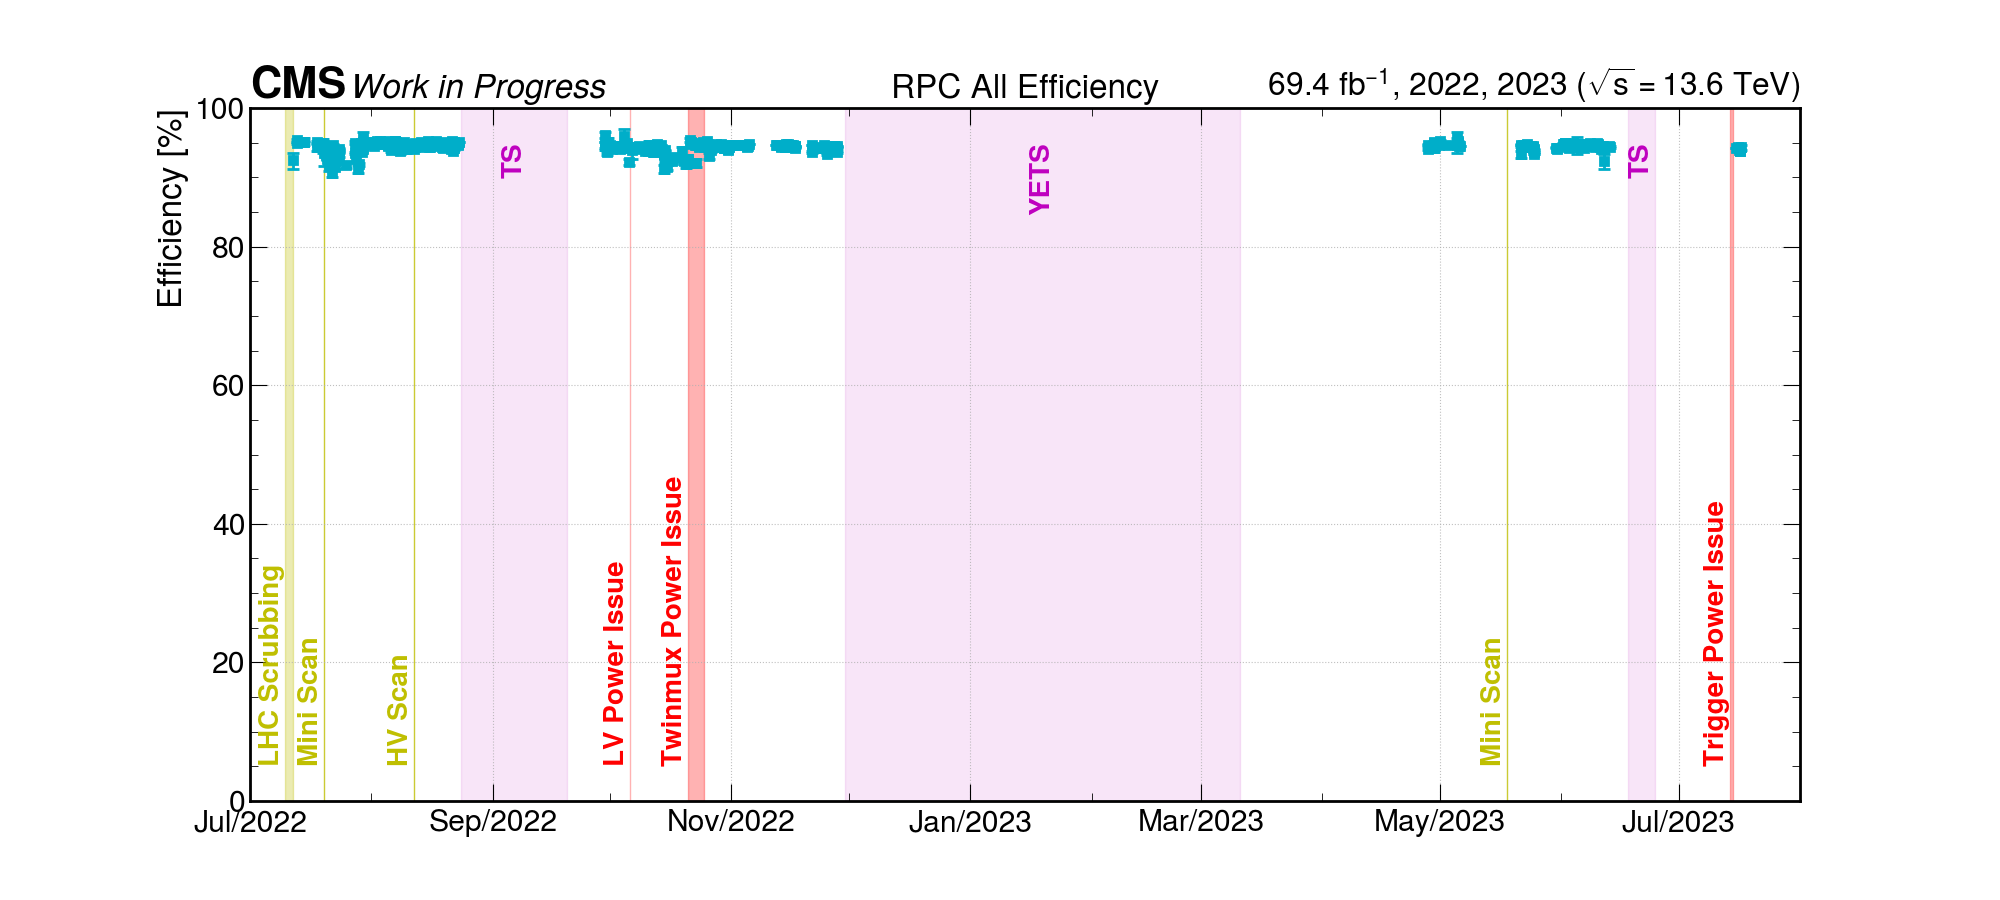 CMS Work in Progress
RPC All Efficiency
69.4 fb⁻¹, 2022, 2023 (√s = 13.6 TeV)
Efficiency [%]
100
80
60
40
20
0
TS
YETS
TS
LHC Scrubbing
Mini Scan
HV Scan
LV Power Issue
Twinmux Power Issue
Mini Scan
Trigger Power Issue
Jul/2022
Sep/2022
Nov/2022
Jan/2023
Mar/2023
May/2023
Jul/2023